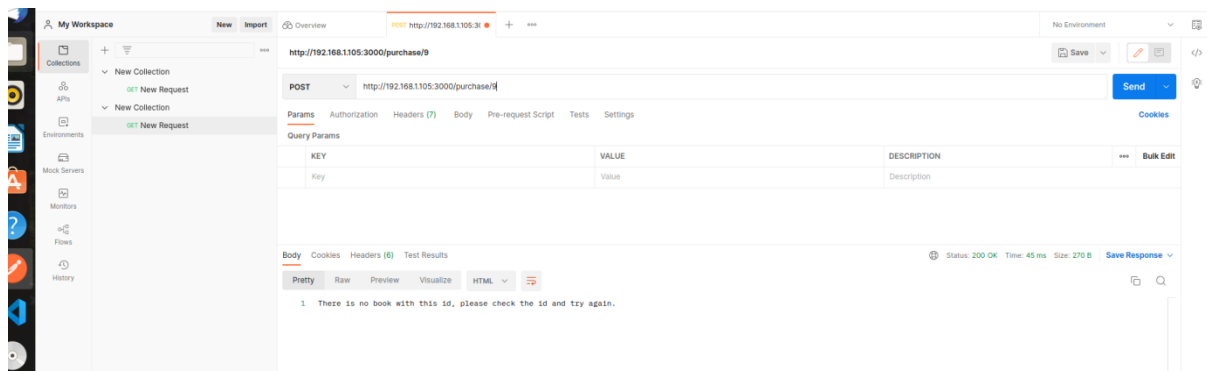 My Workspace New Import Overview POST http://192.168.1.105:3( No Environment
http://192.168.1.105:3000/purchase/9 Save
Collections
New Collection
POST http://192.168.1.105:3000/purchase/9 Send
APIs GET New Request
New Collection
Params Authorization Headers (7) Body Pre-request Script Tests Settings Cookies
Environments GET New Request
Query Params
KEY VALUE DESCRIPTION Bulk Edit
Mock Servers
Key Value Description
Monitors
Flows
Body Cookies Headers (6) Test Results Status: 200 OK Time: 45 ms Size: 270 B Save Response
History
Pretty Raw Preview Visualize HTML
1 There is no book with this id, please check the id and try again.